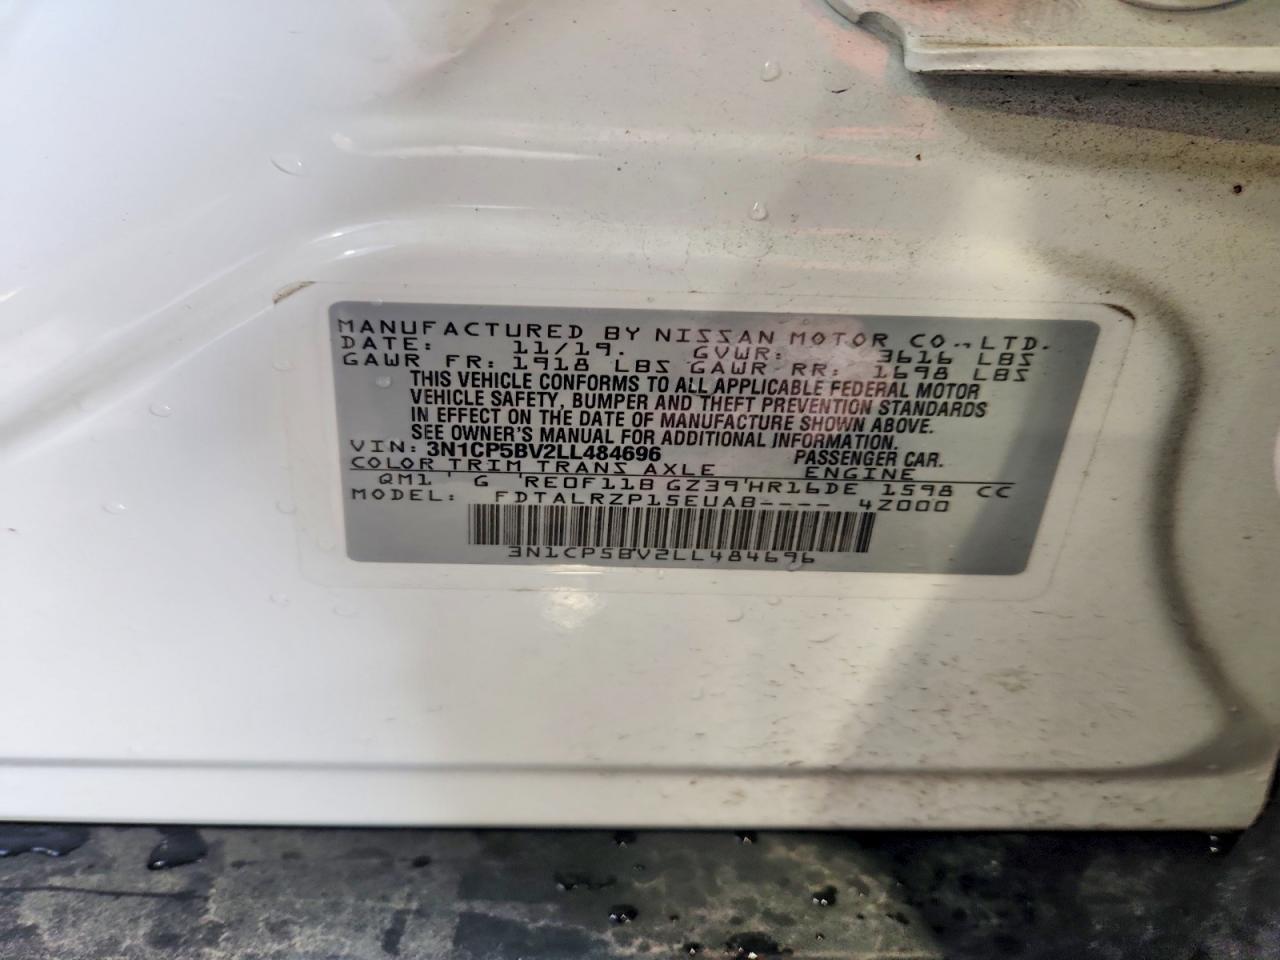 MANUFACTURED BY NISSAN MOTOR CO., LTD.
DATE: 11/19. GVWR: 3616 LBS
GAWR FR: 1918 LBS GAWR RR: 1698 LBS
THIS VEHICLE CONFORMS TO ALL APPLICABLE FEDERAL MOTOR
VEHICLE SAFETY, BUMPER AND THEFT PREVENTION STANDARDS
IN EFFECT ON THE DATE OF MANUFACTURE SHOWN ABOVE.
SEE OWNER'S MANUAL FOR ADDITIONAL INFORMATION.
VIN: 3N1CP5BV2LL484696 PASSENGER CAR.
COLOR TRIM TRANS AXLE ENGINE
QM1 ' G 'RE0F11B GZ39'HR16DE 1598 CC
MODEL: FDTALRZP15EUAB---- 4Z000
3N1CP5BV2LL484696